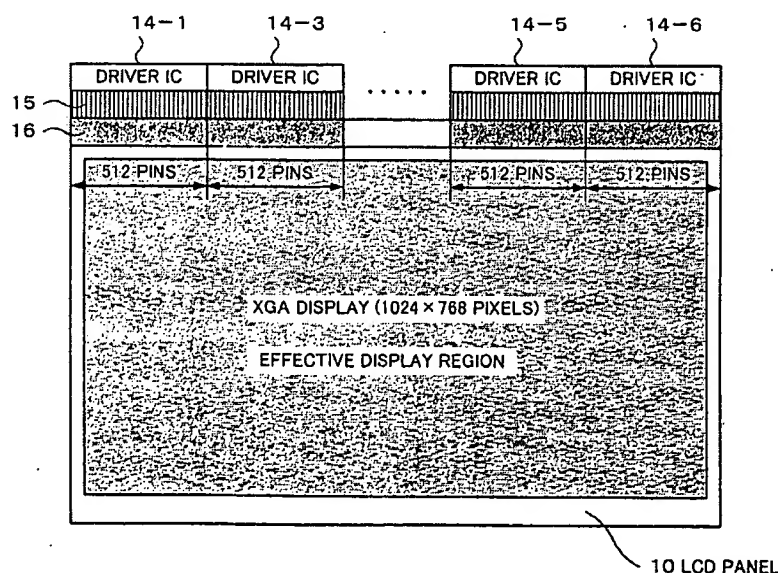 14-1 14-3 14-5 14-6
DRIVER IC DRIVER IC ..... DRIVER IC DRIVER IC
15
16
512 PINS 512 PINS 512 PINS 512 PINS
XGA DISPLAY (1024 × 768 PIXELS)
EFFECTIVE DISPLAY REGION
10 LCD PANEL